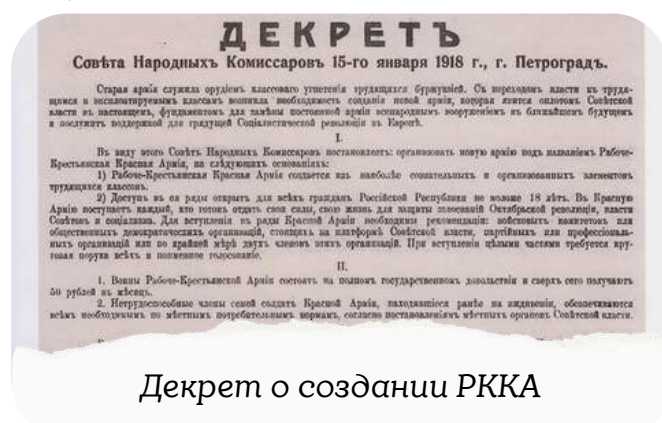 ДЕКРЕТЪ
Совѣта Народныхъ Комиссаровъ 15-го января 1918 г., г. Петроградъ.
Старая армія служила орудіемъ классоваго угнетенія трудящихся буржуазіей. Съ переходомъ власти къ трудя-
щимся и эксплоатируемымъ классамъ возникла необходимость созданія новой арміи, которая явится оплотомъ Совѣтской
власти въ настоящемъ, фундаментомъ для замѣны постоянной арміи всенароднымъ вооруженіемъ въ ближайшемъ будущемъ
и послужитъ поддержкой для грядущей Соціалистической революціи въ Европѣ.
I.
Въ виду этого Совѣтъ Народныхъ Комиссаровъ постановляетъ: организовать новую армію подъ названіемъ Рабоче-
Крестьянская Красная Армія, на слѣдующихъ основаніяхъ:
1) Рабоче-Крестьянская Красная Армія создается изъ наиболѣе сознательныхъ и организованныхъ элементовъ
трудящихся классовъ.
2) Доступъ въ ея ряды открытъ для всѣхъ гражданъ Россійской Республики не моложе 18 лѣтъ. Въ Красную
Армію поступаетъ каждый, кто готовъ отдать свои силы, свою жизнь для защиты завоеваній Октябрьской революціи, власти
Совѣтовъ и соціализма. Для вступленія въ ряды Красной Арміи необходимы рекомендаціи: войсковыхъ комитетовъ или
общественныхъ демократическихъ организацій, стоящихъ на платформѣ Совѣтской власти, партійныхъ или профессіональ-
ныхъ организацій или по крайней мѣрѣ двухъ членовъ этихъ организацій. При вступленіи цѣлыми частями требуется кру-
говая порука всѣхъ и поименное голосованіе.
II.
1. Воины Рабоче-Крестьянской Арміи состоятъ на полномъ государственномъ довольствіи и сверхъ сего получаютъ
50 рублей въ мѣсяцъ.
2. Нетрудоспособные члены семей солдатъ Красной Арміи, находившіеся ранѣе на иждивеніи, обезпечиваются
всѣмъ необходимымъ по мѣстнымъ потребительнымъ нормамъ, согласно постановленіямъ мѣстныхъ органовъ Совѣтской власти.
Декрет о создании РККА